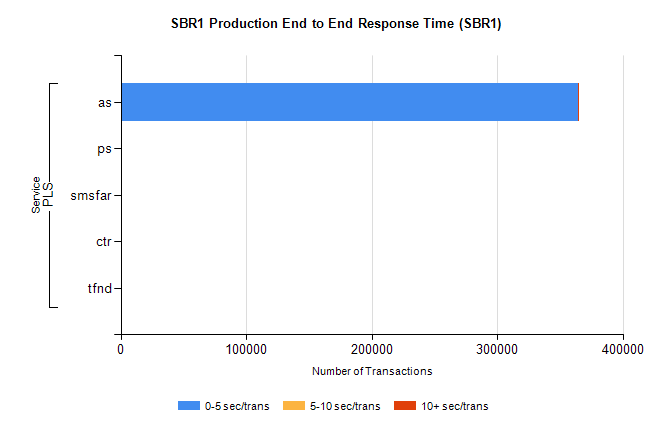 SBR1 Production End to End Response Time (SBR1)
Service
PLS
as
ps
smsfar
ctr
tfnd
0 100000 200000 300000 400000
Number of Transactions
0-5 sec/trans 5-10 sec/trans 10+ sec/trans